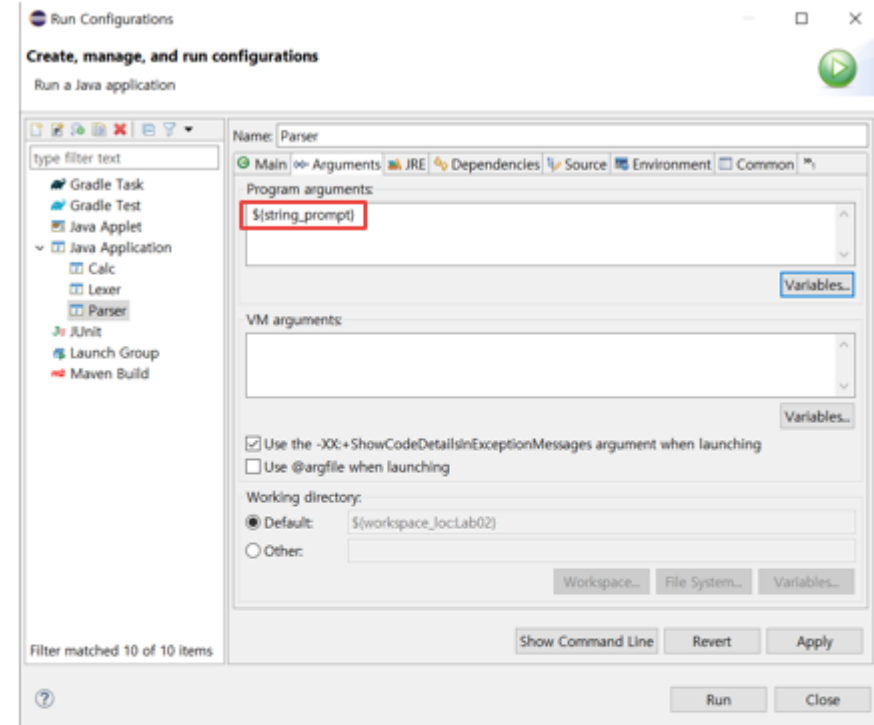 Run Configurations
Create, manage, and run configurations
Run a Java application
type filter text
Gradle Task
Gradle Test
Java Applet
Java Application
Calc
Lexer
Parser
JUnit
Launch Group
Maven Build
Filter matched 10 of 10 items
Name: Parser
Main Arguments JRE Dependencies Source Environment Common
Program arguments:
${string_prompt}
Variables...
VM arguments:
Variables...
Use the -XX:+ShowCodeDetailsInExceptionMessages argument when launching
Use @argfile when launching
Working directory:
Default: ${workspace_loc:Lab02}
Other:
Workspace... File System... Variables...
Show Command Line Revert Apply
Run Close